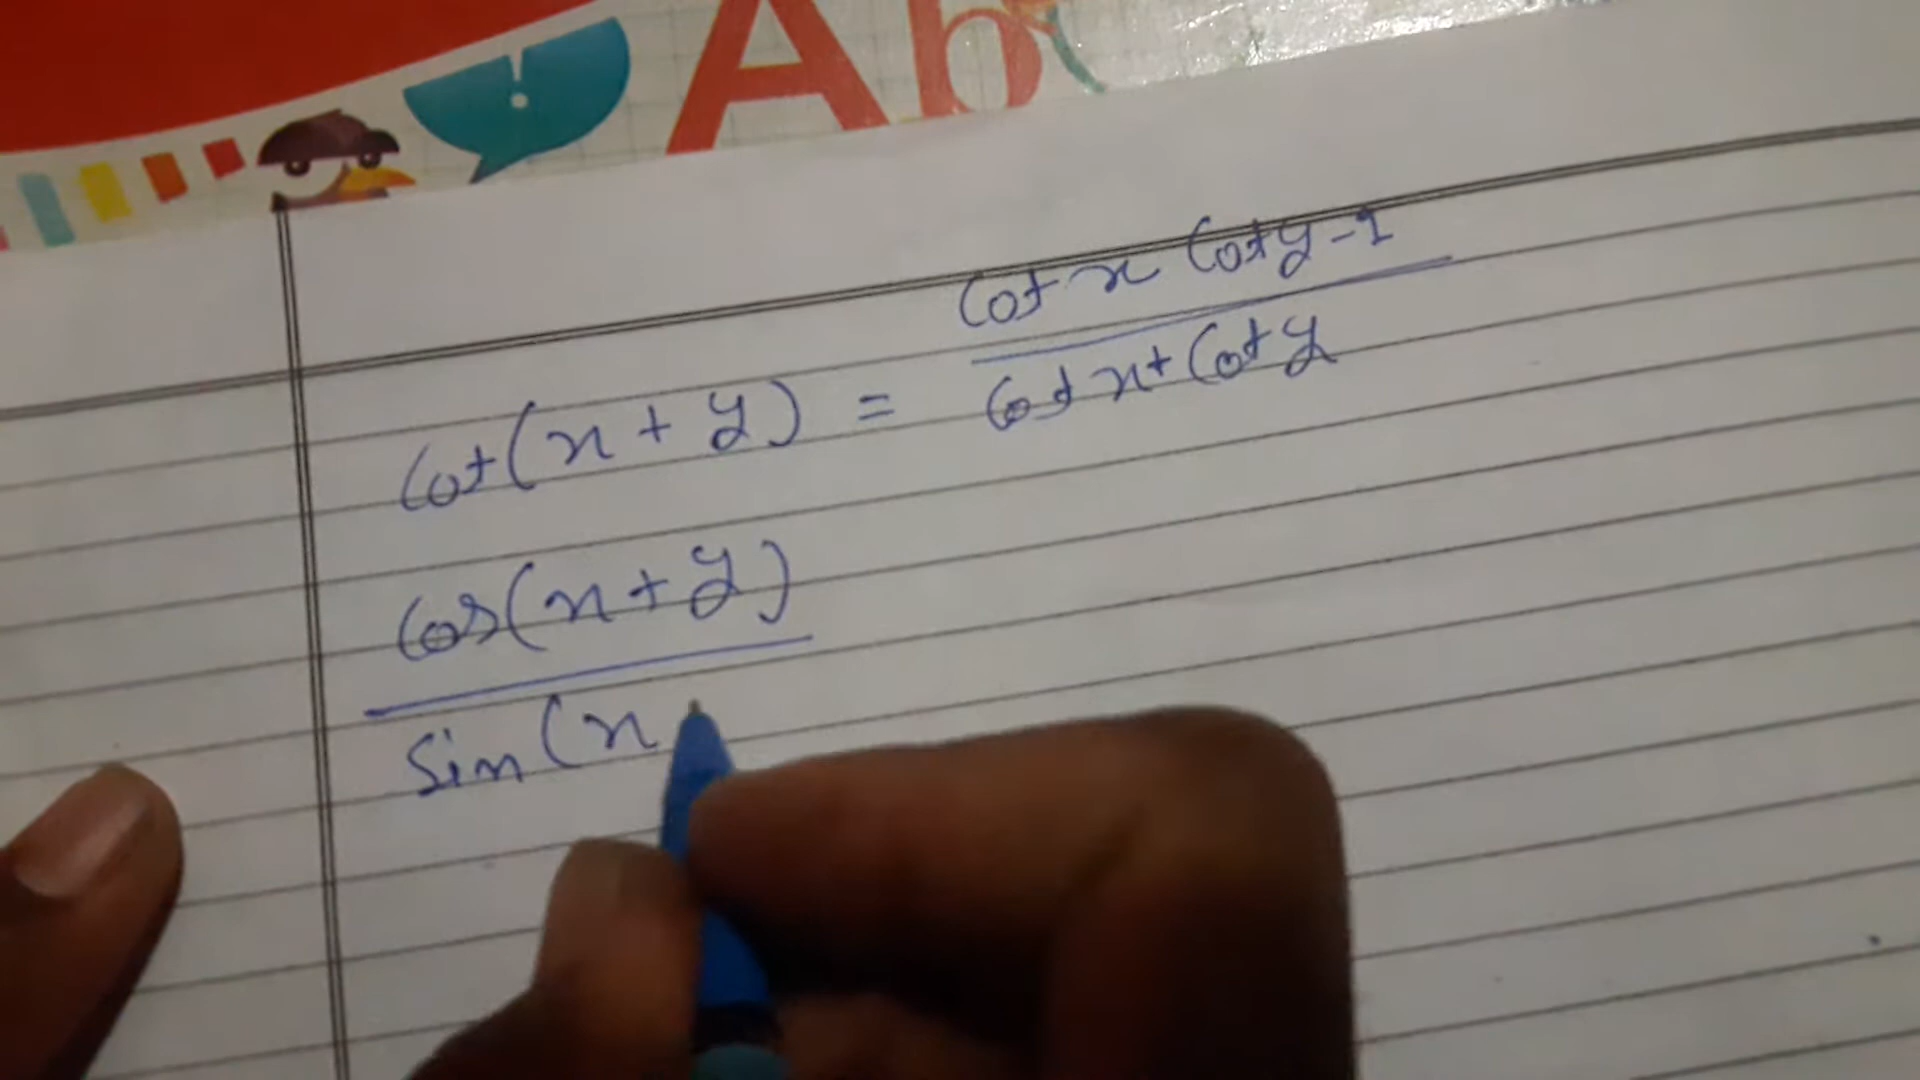 Ab
Cot x Cot y - 1
Cot (x + y) = Cot x + Cot y
Cos (x + y)
Sin (x